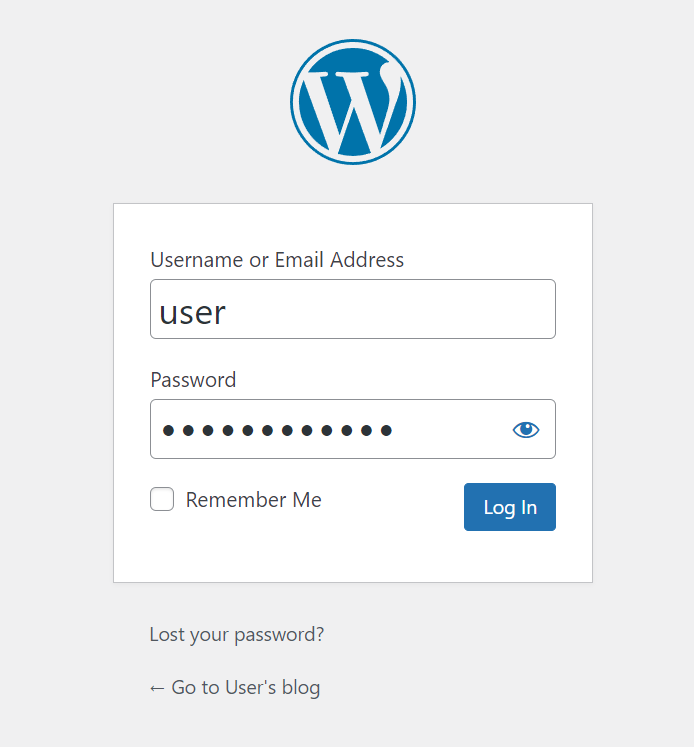 Username or Email Address
user
Password
●●●●●●●●●●●●
Remember Me
Log In
Lost your password?
← Go to User's blog